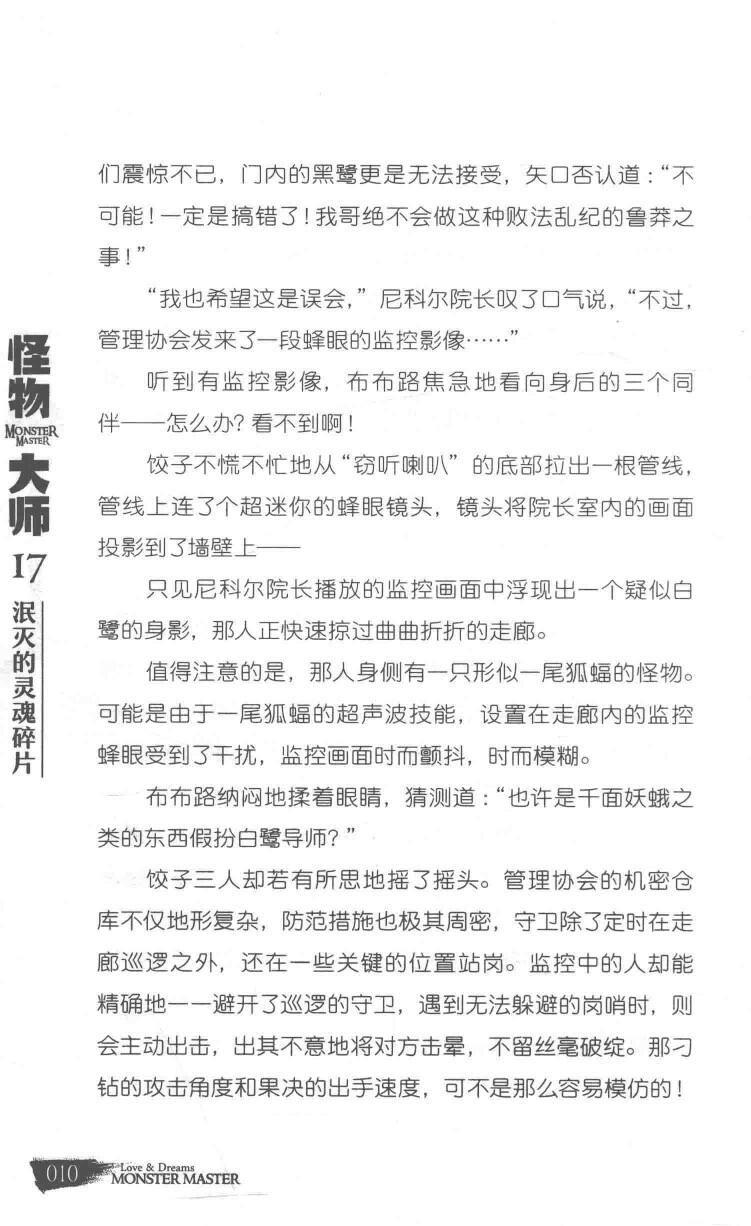 们震惊不已，门内的黑鹭更是无法接受，矢口否认道：“不
可能！一定是搞错了！我哥绝不会做这种败法乱纪的鲁莽之
事！”
“我也希望这是误会，”尼科尔院长叹了口气说，“不过，
管理协会发来了一段蜂眼的监控影像……”
听到有监控影像，布布路焦急地看向身后的三个同
伴——怎么办？看不到啊！
饺子不慌不忙地从“窃听喇叭”的底部拉出一根管线，
管线上连了个超迷你的蜂眼镜头，镜头将院长室内的画面
投影到了墙壁上——
只见尼科尔院长播放的监控画面中浮现出一个疑似白
鹭的身影，那人正快速掠过曲曲折折的走廊。
值得注意的是，那人身侧有一只形似一尾狐蝠的怪物。
可能是由于一尾狐蝠的超声波技能，设置在走廊内的监控
蜂眼受到了干扰，监控画面时而颤抖，时而模糊。
布布路纳闷地揉着眼睛，猜测道：“也许是千面妖蛾之
类的东西假扮白鹭导师？”
饺子三人却若有所思地摇了摇头。管理协会的机密仓
库不仅地形复杂，防范措施也极其周密，守卫除了定时在走
廊巡逻之外，还在一些关键的位置站岗。监控中的人却能
精确地一一避开了巡逻的守卫，遇到无法躲避的岗哨时，则
会主动出击，出其不意地将对方击晕，不留丝毫破绽。那刁
钻的攻击角度和果决的出手速度，可不是那么容易模仿的！
怪物
MONSTER
MASTER
大师
17
泯灭的灵魂碎片
010
Love & Dreams
MONSTER MASTER